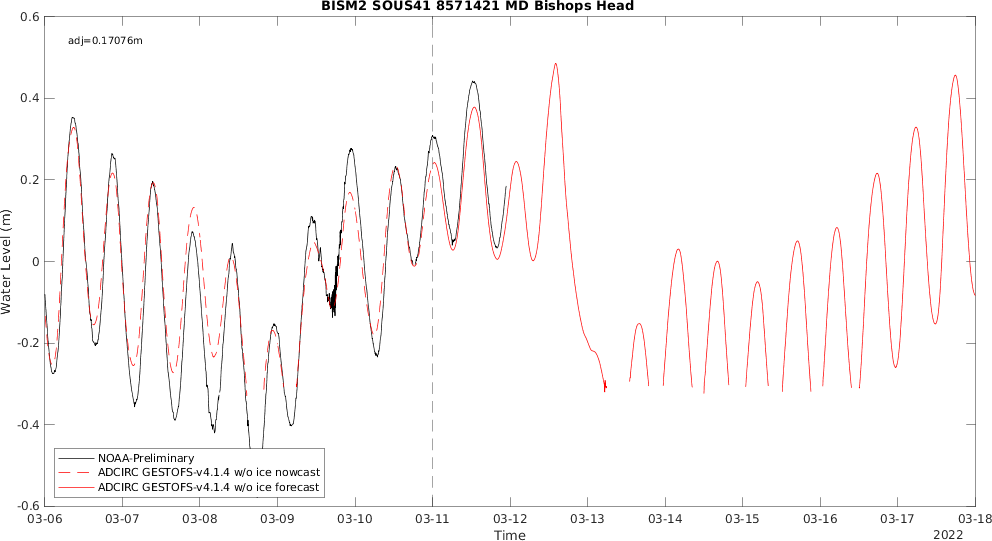 BISM2 SOUS41 8571421 MD Bishops Head
adj=0.17076m
0.6
0.4
0.2
0
-0.2
-0.4
-0.6
Water Level (m)
NOAA-Preliminary
ADCIRC GESTOFS-v4.1.4 w/o ice nowcast
ADCIRC GESTOFS-v4.1.4 w/o ice forecast
03-06 03-07 03-08 03-09 03-10 03-11 03-12 03-13 03-14 03-15 03-16 03-17 03-18
Time
2022